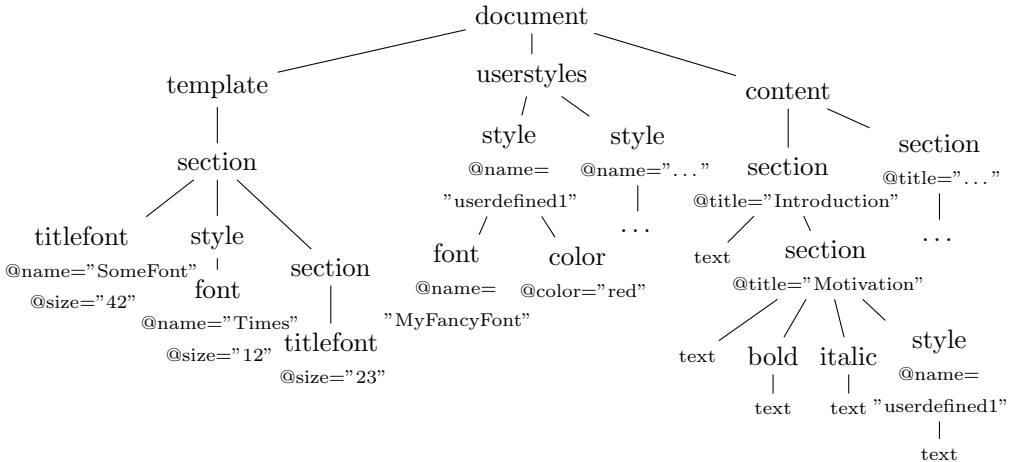 document
template
userstyles
content
section
style
@name=
"userdefined1"
style
@name="..."
...
section
@title="Introduction"
section
@title="..."
...
titlefont
@name="SomeFont"
@size="42"
style
font
@name="Times"
@size="12"
section
titlefont
@size="23"
font
@name=
"MyFancyFont"
color
@color="red"
text
section
@title="Motivation"
text
bold
text
italic
text
style
@name=
"userdefined1"
text